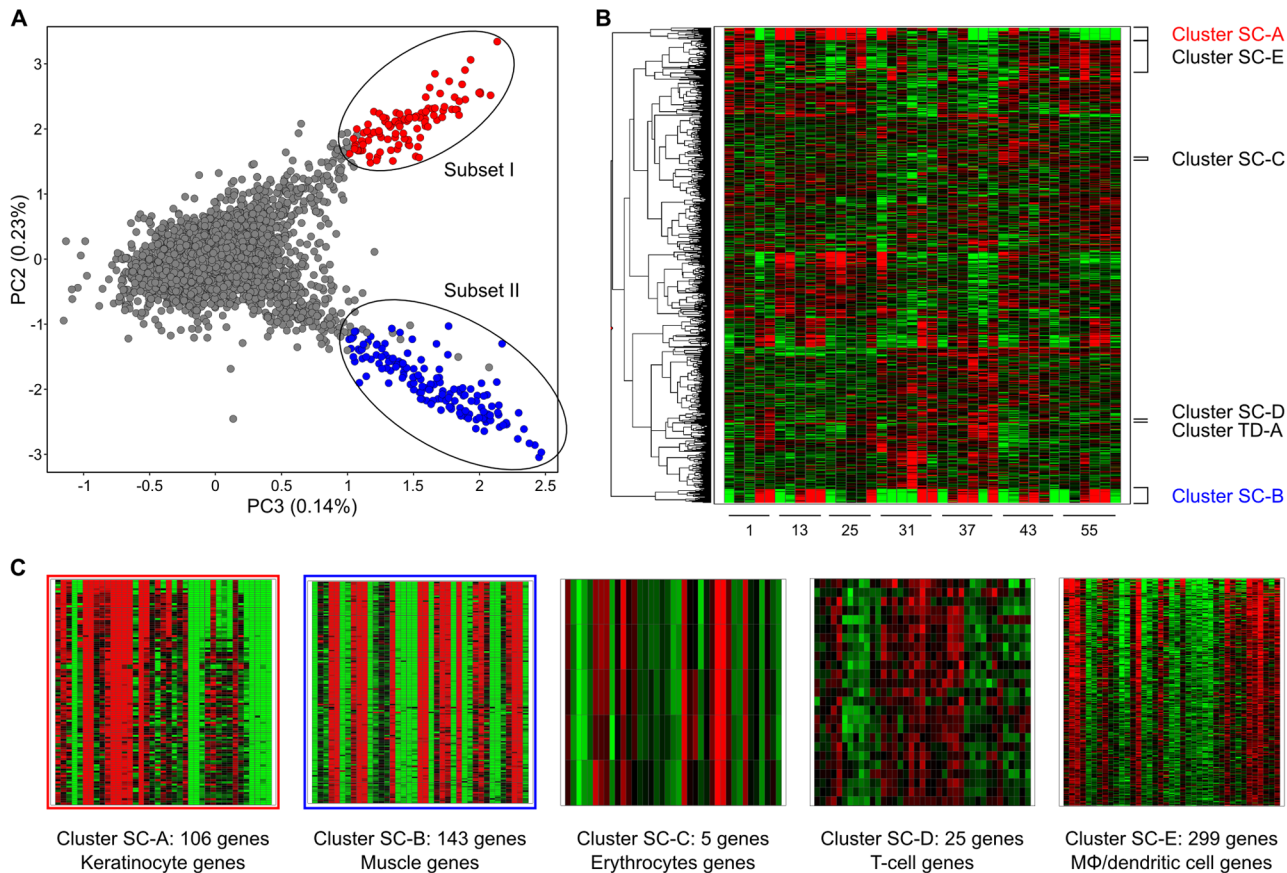 A
3
2
1
0
-1
-2
-3
PC2 (0.23%)
Subset I
Subset II
-1
-0.5
0
0.5
1
1.5
2
2.5
PC3 (0.14%)
B
Cluster SC-A
Cluster SC-E
Cluster SC-C
Cluster SC-D
Cluster TD-A
Cluster SC-B
1
13
25
31
37
43
55
C
Cluster SC-A: 106 genes
Keratinocyte genes
Cluster SC-B: 143 genes
Muscle genes
Cluster SC-C: 5 genes
Erythrocytes genes
Cluster SC-D: 25 genes
T-cell genes
Cluster SC-E: 299 genes
MΦ/dendritic cell genes